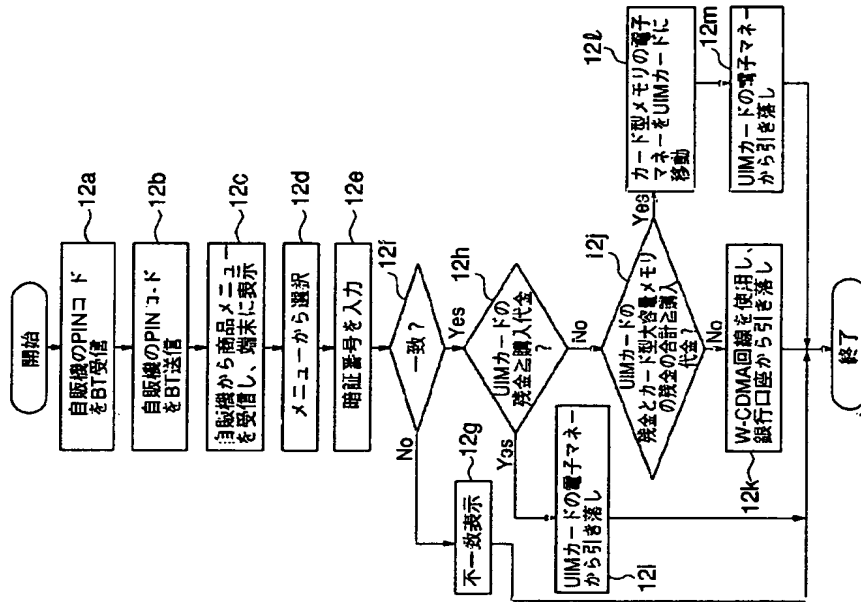 開始
自販機のPINコード
をBT受信
12a
自販機のPINコード
をBT送信
12b
自販機から商品メニュー
を受信し、端末に表示
12c
メニューから選択
12d
暗証番号を入力
12e
一致？
12f
No
Yes
不一致表示
12g
UIMカードの
残金≧購入代金
？
12h
Yes
No
UIMカードの電子マネー
から引き落し
12i
UIMカードの
残金とカード型大容量メモリ
の残金の合計≧購入
代金？
12j
Yes
No
W-CDMA回線を使用し、
銀行口座から引き落し
12k
カード型メモリの電子
マネーをUIMカードに
移動
12ℓ
UIMカードの電子マネー
から引き落し
12m
終了